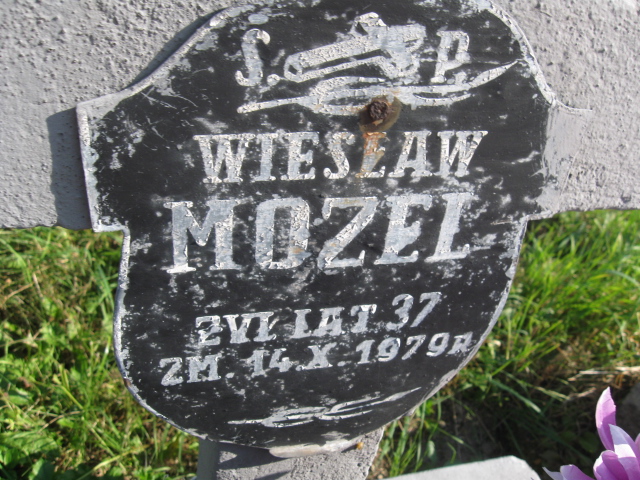 Ś. P.
WIESŁAW
MOZEL
ŻYŁ LAT 37
ZM. 14.X.1979R